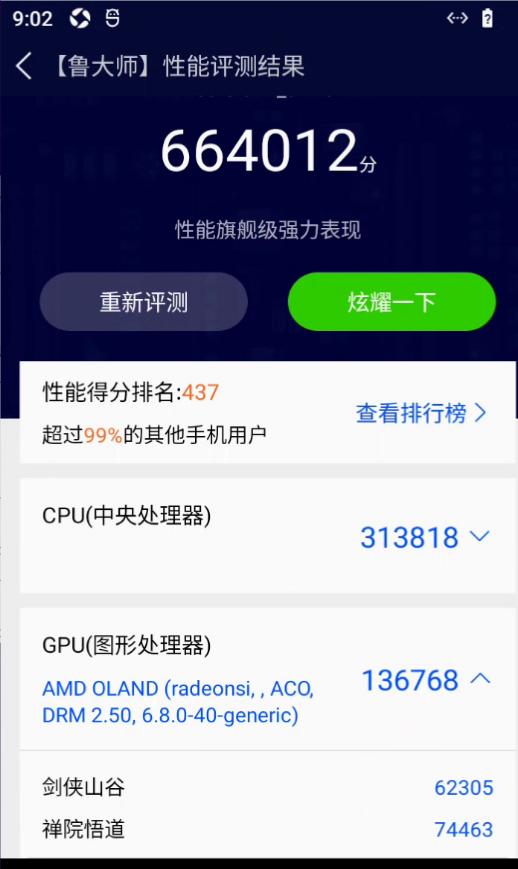 9:02
【鲁大师】性能评测结果
664012分
性能旗舰级强力表现
重新评测
炫耀一下
性能得分排名:437
超过99%的其他手机用户
查看排行榜
CPU(中央处理器)
313818
GPU(图形处理器)
136768
AMD OLAND (radeonsi, , ACO,
DRM 2.50, 6.8.0-40-generic)
剑侠山谷
62305
禅院悟道
74463